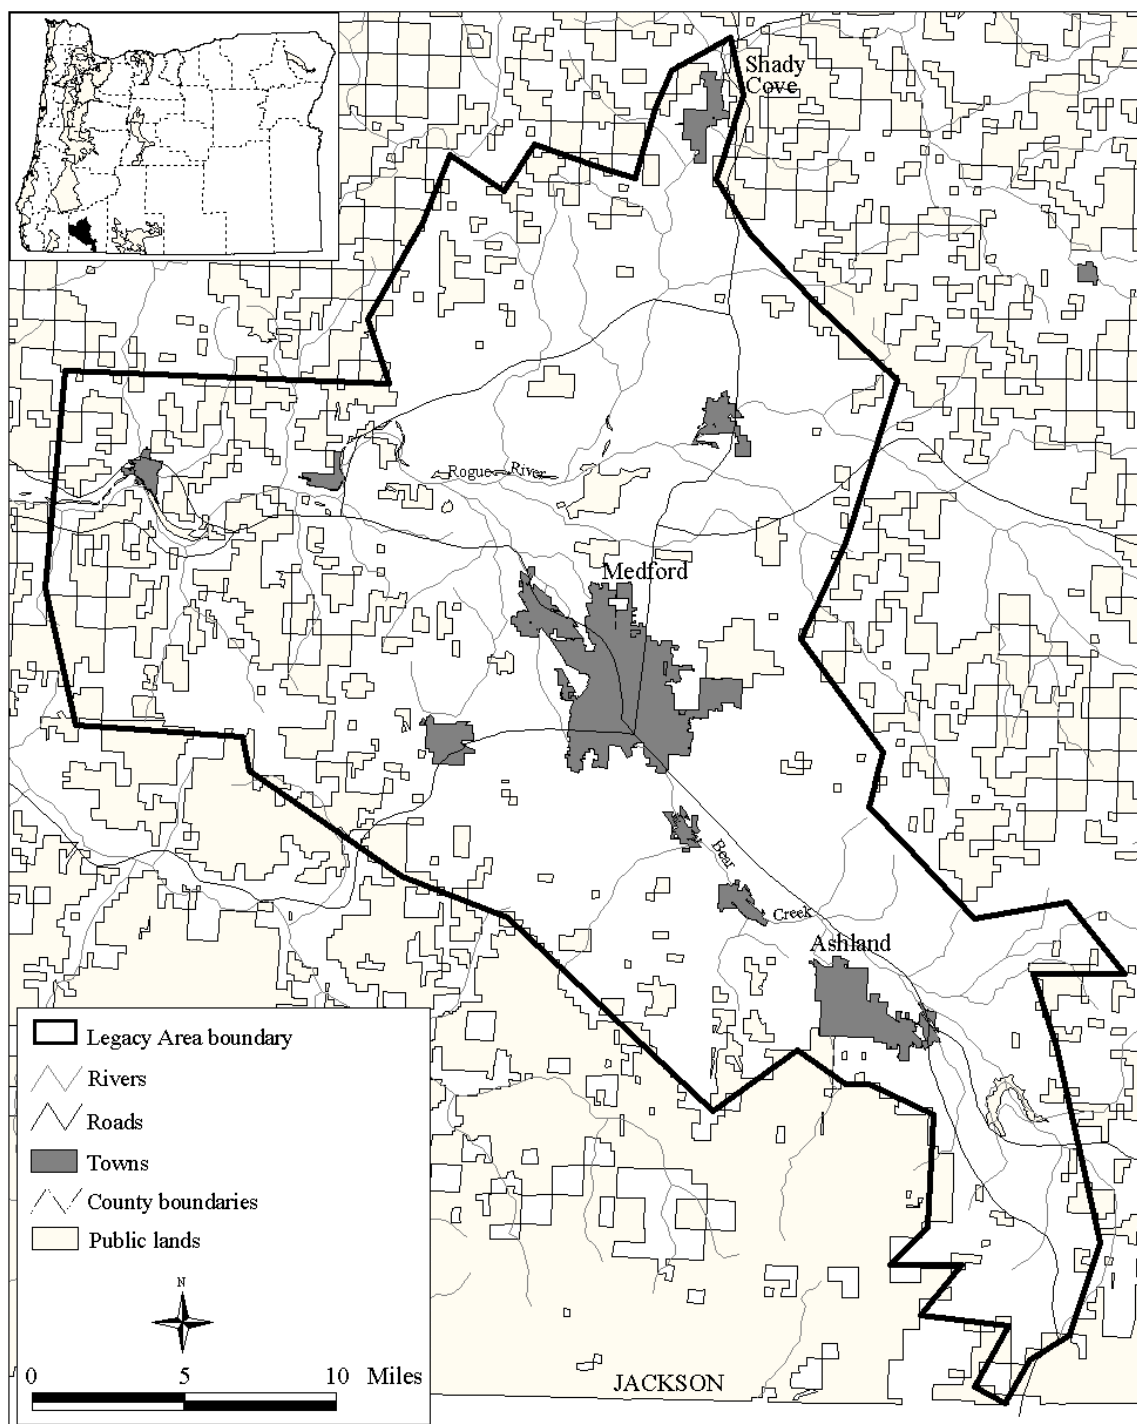 Shady
Cove
Rogue River
Medford
Bear
Creek
Ashland
Legacy Area boundary
Rivers
Roads
Towns
County boundaries
Public lands
N
0 5 10 Miles
JACKSON